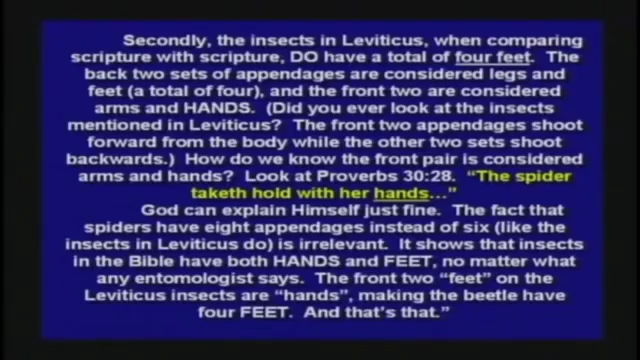 Secondly, the insects in Leviticus, when comparing
scripture with scripture, DO have a total of four feet. The
back two sets of appendages are considered legs and
feet (a total of four), and the front two are considered
arms and HANDS. (Did you ever look at the insects
mentioned in Leviticus? The front two appendages shoot
forward from the body while the other two sets shoot
backwards.) How do we know the front pair is considered
arms and hands? Look at Proverbs 30:28. “The spider
taketh hold with her hands...”
God can explain Himself just fine. The fact that
spiders have eight appendages instead of six (like the
insects in Leviticus do) is irrelevant. It shows that insects
in the Bible have both HANDS and FEET, no matter what
any entomologist says. The front two “feet” on the
Leviticus insects are “hands”, making the beetle have
four FEET. And that’s that.”